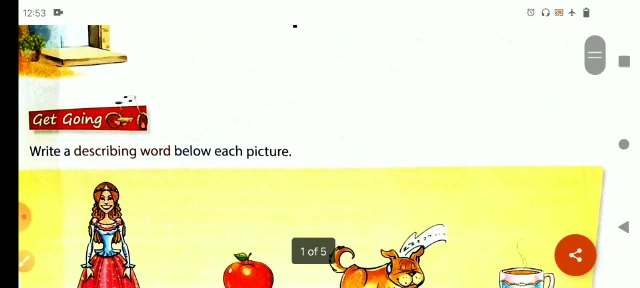 12:53
Get Going
Write a describing word below each picture.
1 of 5